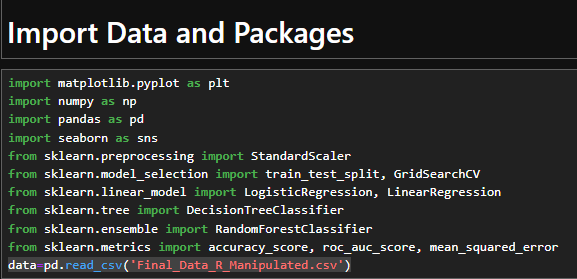 Import Data and Packages
import matplotlib.pyplot as plt
import numpy as np
import pandas as pd
import seaborn as sns
from sklearn.preprocessing import StandardScaler
from sklearn.model_selection import train_test_split, GridSearchCV
from sklearn.linear_model import LogisticRegression, LinearRegression
from sklearn.tree import DecisionTreeClassifier
from sklearn.ensemble import RandomForestClassifier
from sklearn.metrics import accuracy_score, roc_auc_score, mean_squared_error
data=pd.read_csv('Final_Data_R_Manipulated.csv')